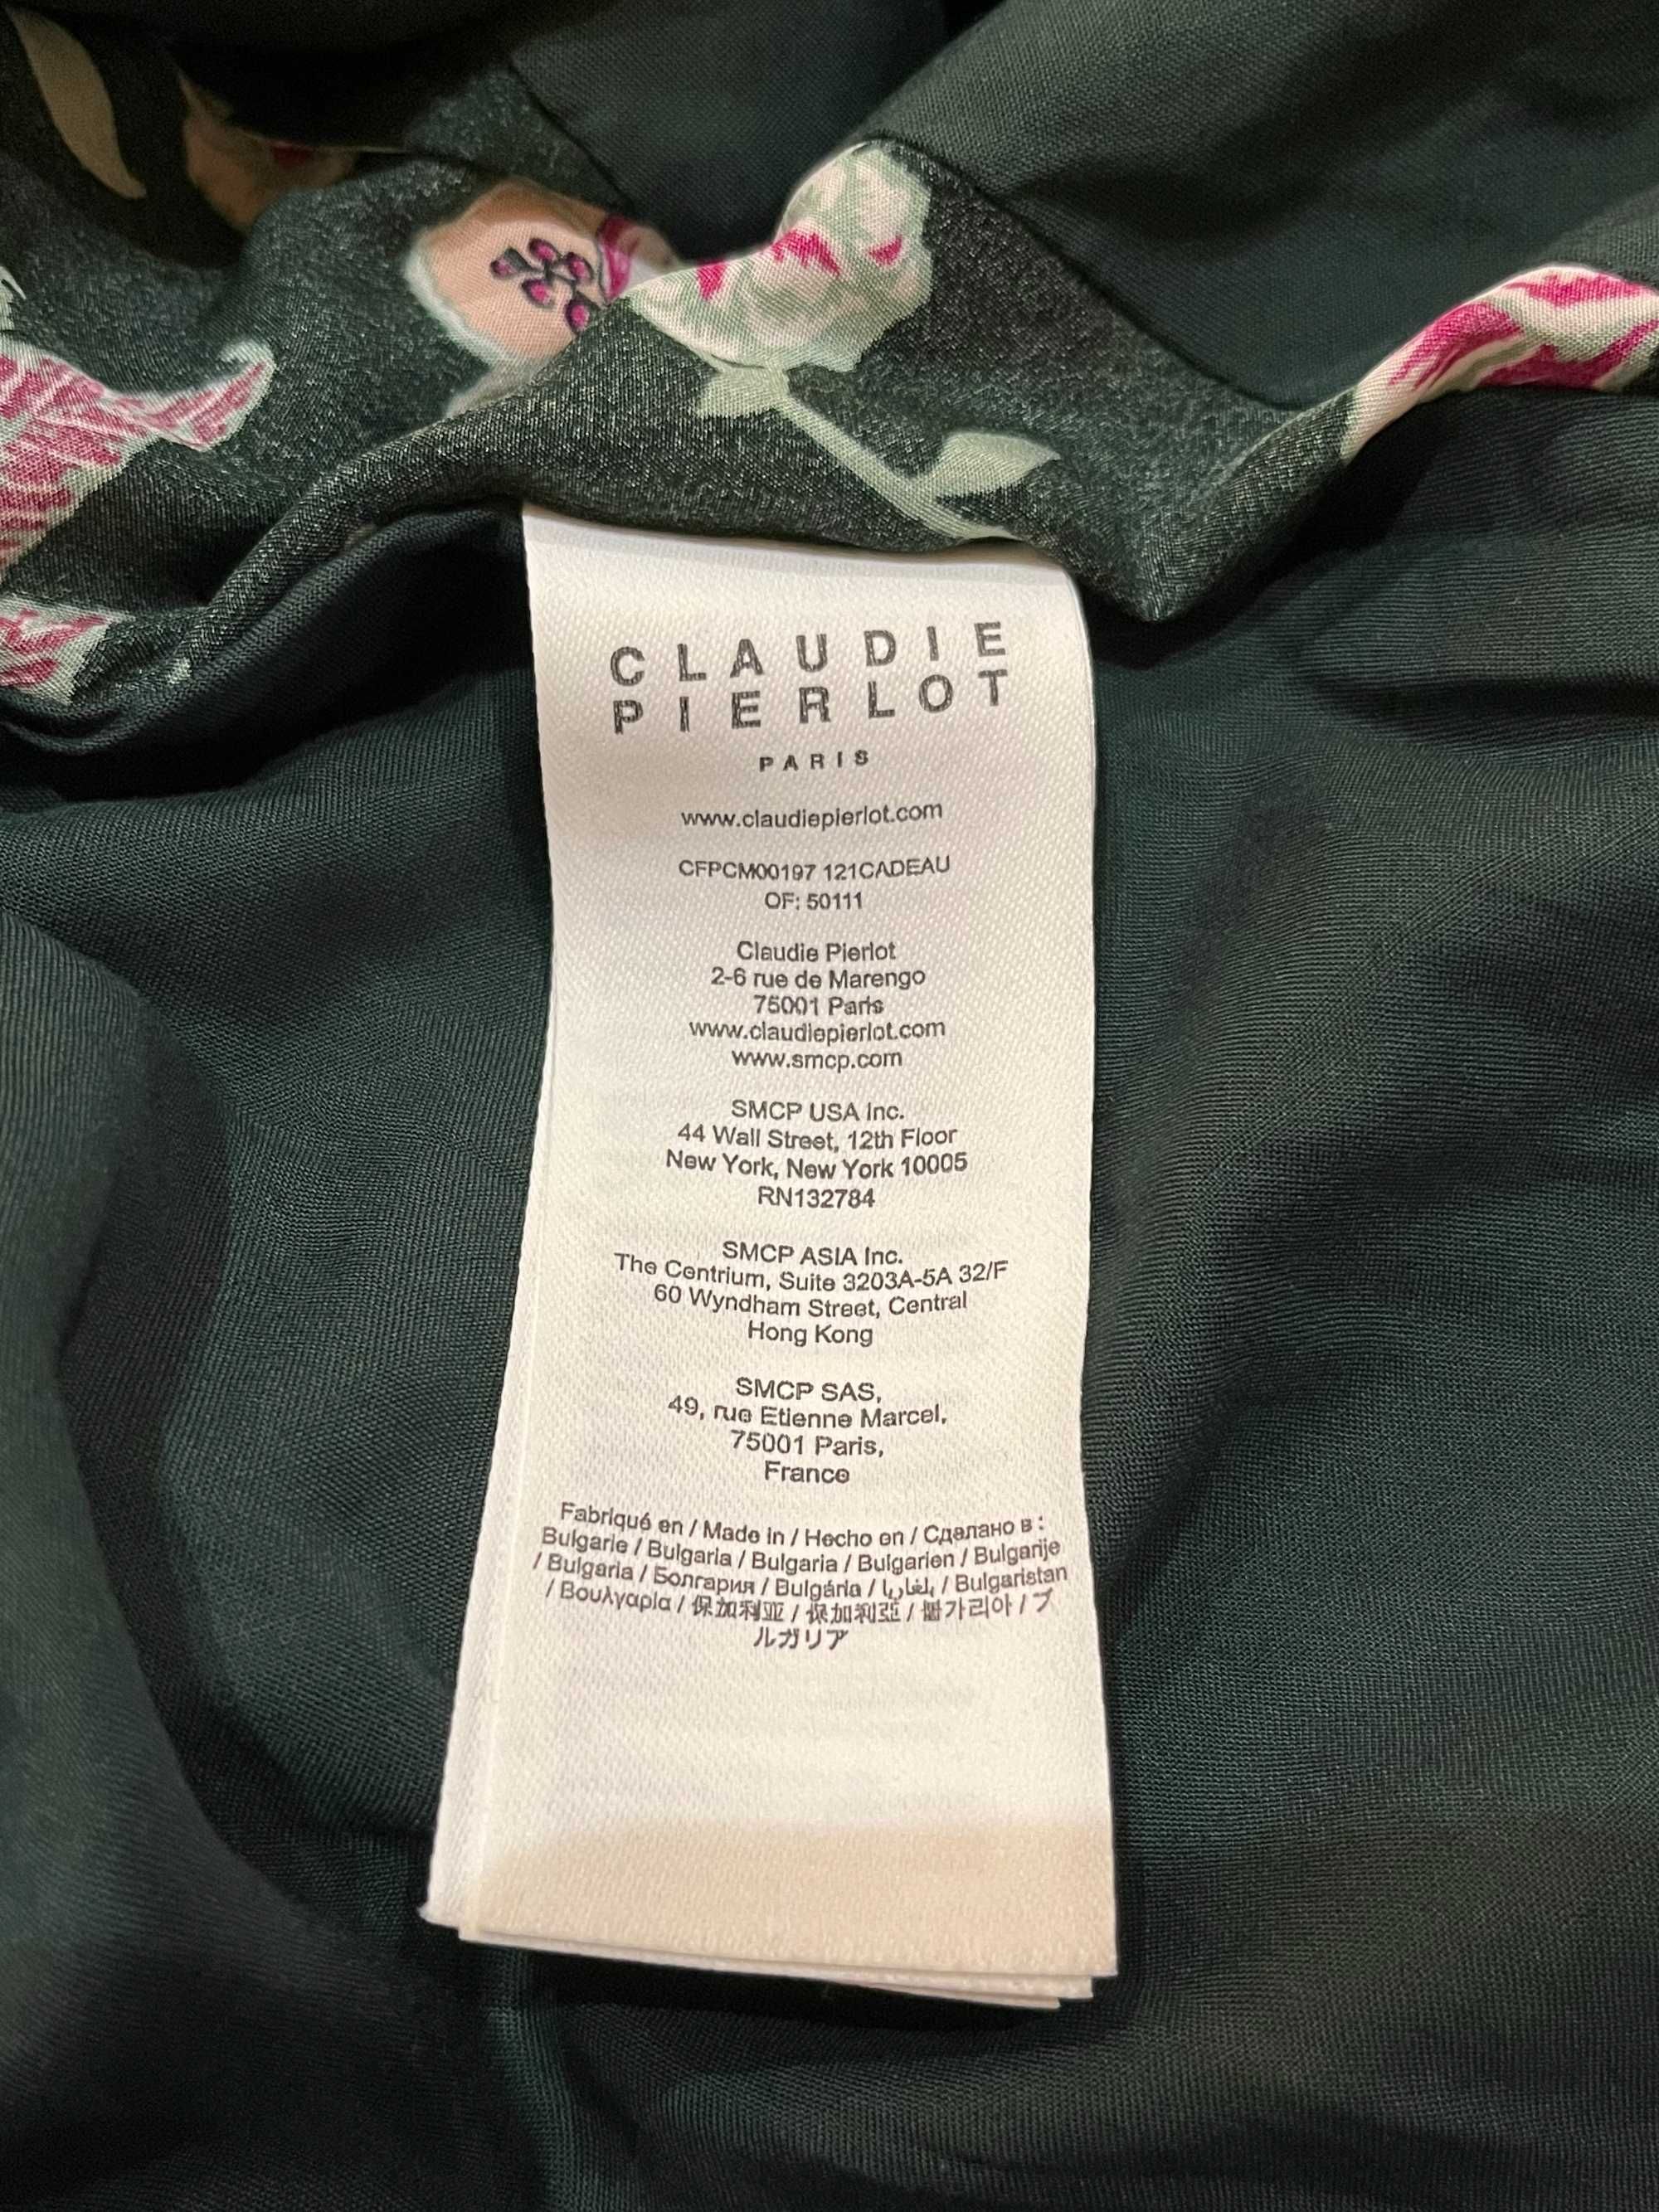 CLAUDIE
PIERLOT
PARIS
www.claudiepierlot.com
CFPCM00197 121CADEAU
OF: 50111
Claudie Pierlot
2-6 rue de Marengo
75001 Paris
www.claudiepierlot.com
www.smcp.com
SMCP USA Inc.
44 Wall Street, 12th Floor
New York, New York 10005
RN132784
SMCP ASIA Inc.
The Centrium, Suite 3203A-5A 32/F
60 Wyndham Street, Central
Hong Kong
SMCP SAS,
49, rue Etienne Marcel,
75001 Paris,
France
Fabriqué en / Made in / Hecho en / Сделано в :
Bulgarie / Bulgaria / Bulgaria / Bulgarien / Bulgarije
/ Bulgaria / Болгария / Bulgária / بلغاريا / Bulgaristan
/ Βουλγαρία / 保加利亚 / 保加利亞 / 불가리아 / ブ
ルガリア